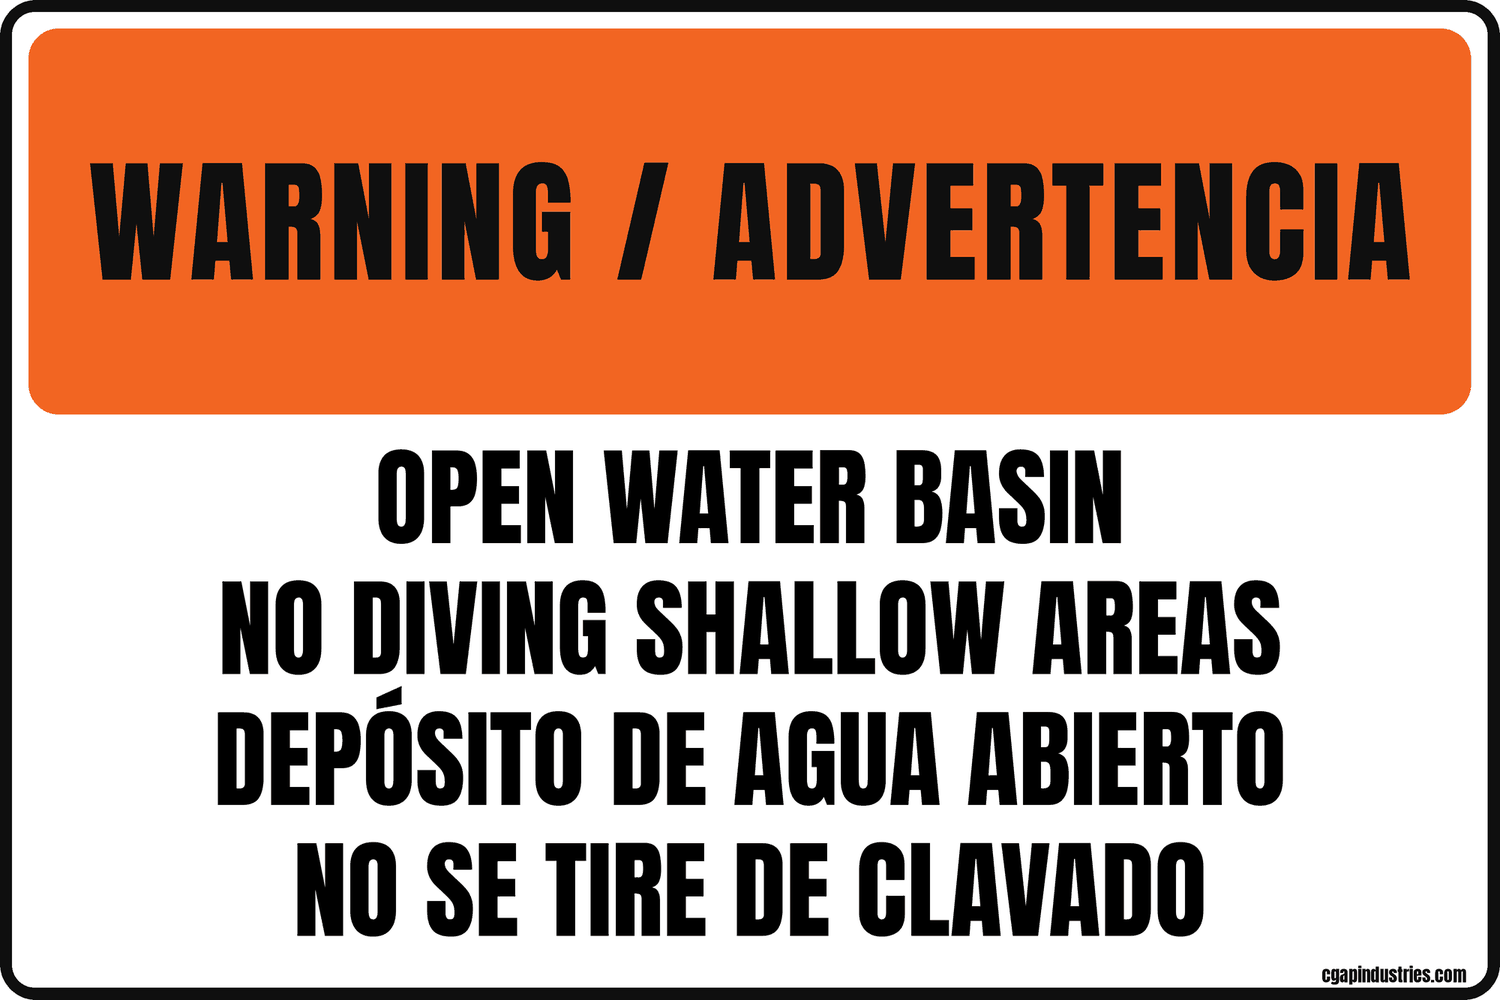 WARNING / ADVERTENCIA
OPEN WATER BASIN
NO DIVING SHALLOW AREAS
DEPÓSITO DE AGUA ABIERTO
NO SE TIRE DE CLAVADO
cgapindustries.com